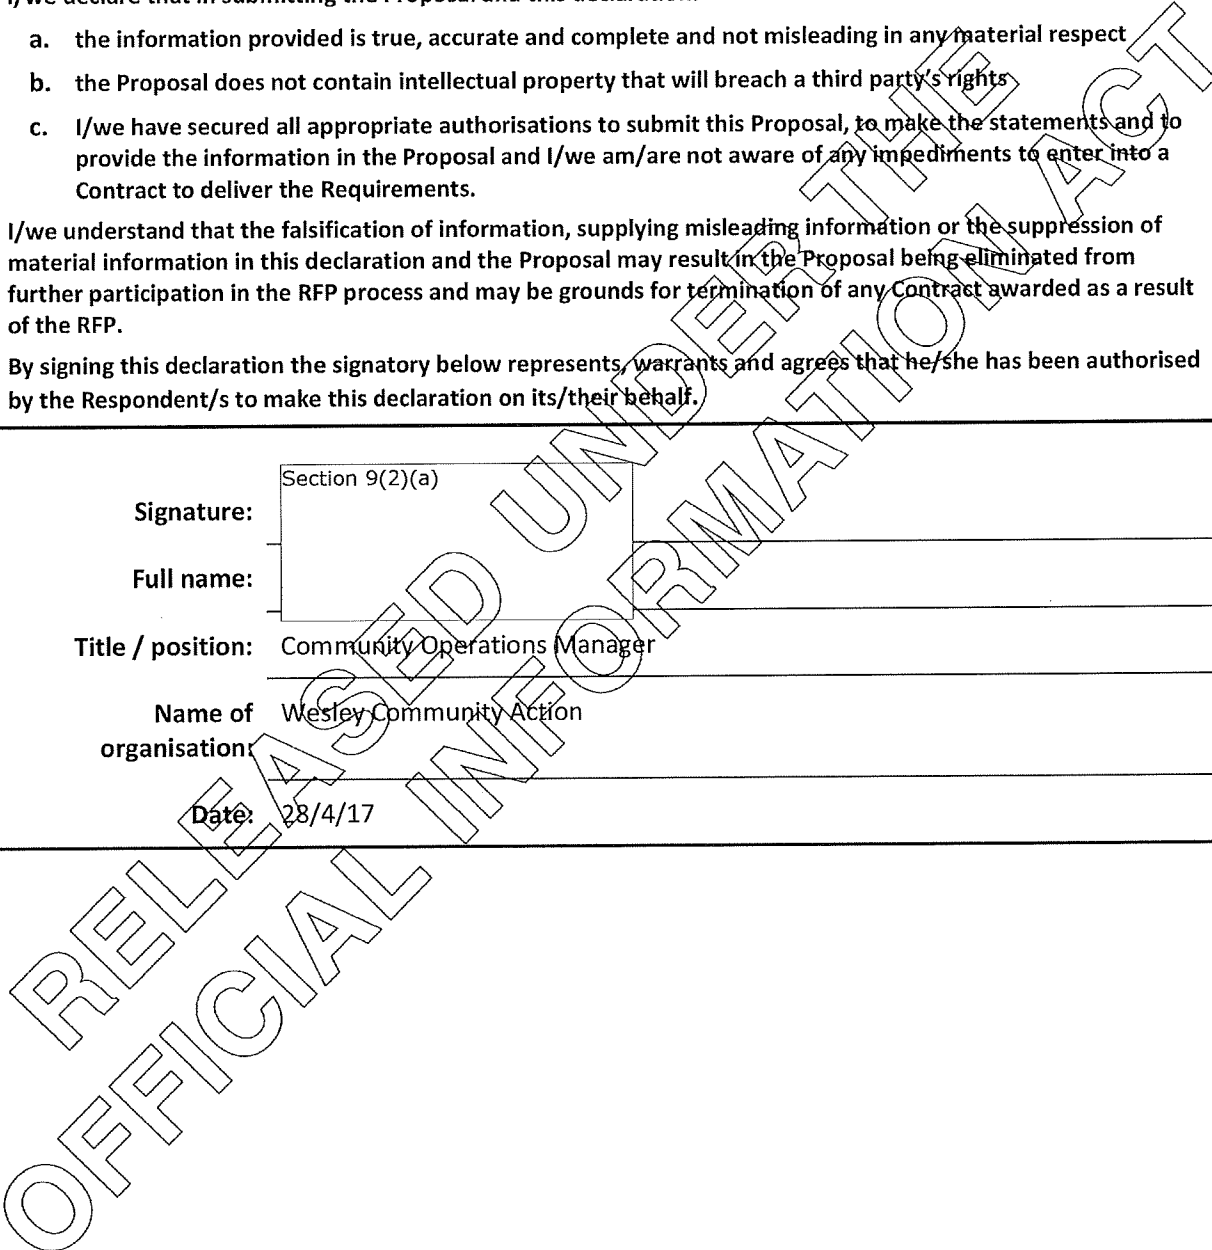 I/we declare that in submitting the Proposal and this declaration:
a. the information provided is true, accurate and complete and not misleading in any material respect
b. the Proposal does not contain intellectual property that will breach a third party's rights
c. I/we have secured all appropriate authorisations to submit this Proposal, to make the statements and to
provide the information in the Proposal and I/we am/are not aware of any impediments to enter into a
Contract to deliver the Requirements.
I/we understand that the falsification of information, supplying misleading information or the suppression of
material information in this declaration and the Proposal may result in the Proposal being eliminated from
further participation in the RFP process and may be grounds for termination of any Contract awarded as a result
of the RFP.
By signing this declaration the signatory below represents, warrants and agrees that he/she has been authorised
by the Respondent/s to make this declaration on its/their behalf.
Section 9(2)(a)
Signature:
Full name:
Title / position: Community Operations Manager
Name of Wesley Community Action
organisation:
Date: 28/4/17
RELEASED UNDER THE
OFFICIAL INFORMATION ACT